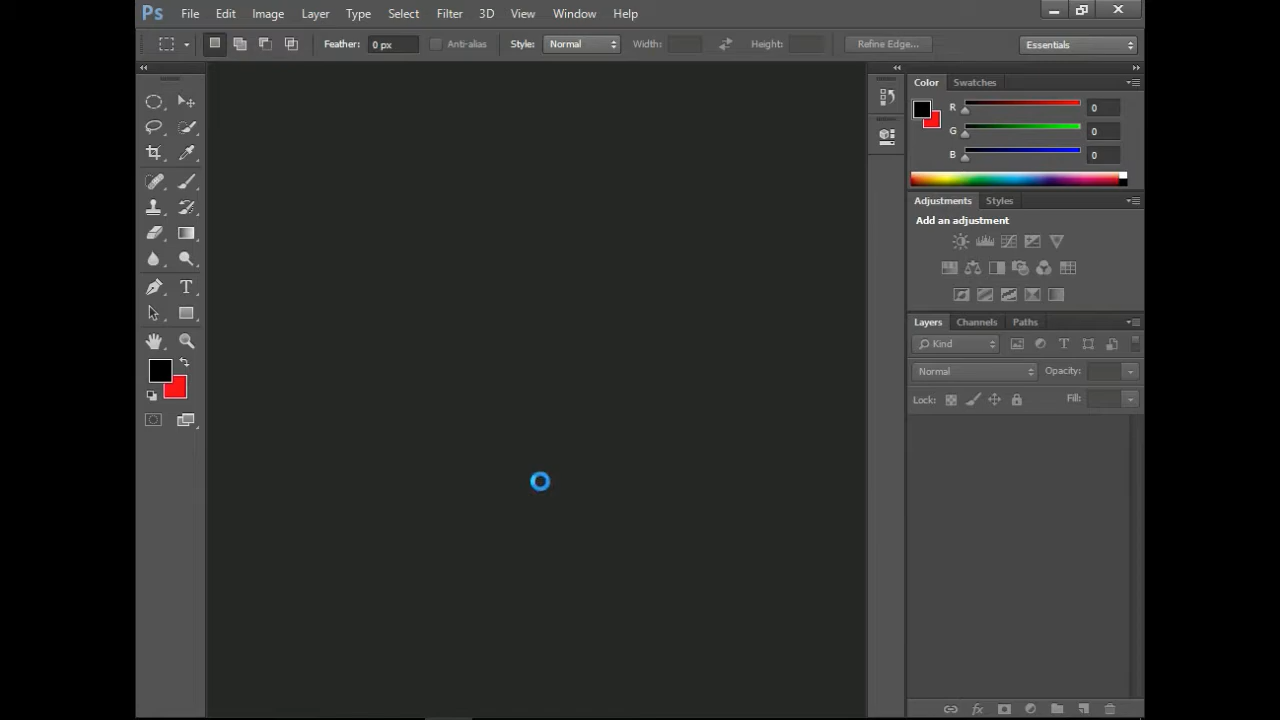 Ps File Edit Image Layer Type Select Filter 3D View Window Help
Feather: 0 px Anti-alias Style: Normal Width: Height: Refine Edge... Essentials
Color Swatches
R 0
G 0
B 0
Adjustments Styles
Add an adjustment
T
Layers Channels Paths
Kind T
Normal Opacity:
Lock: Fill:
fx